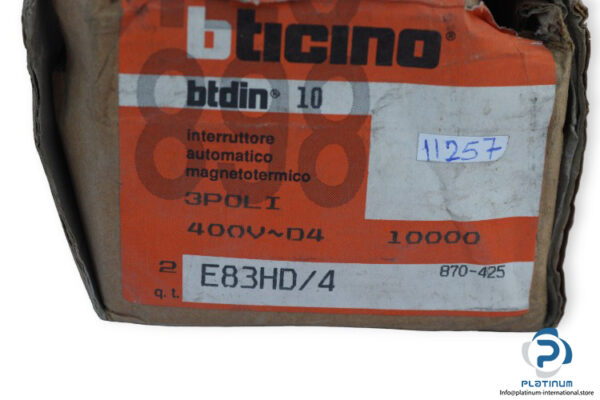 bticino®
btdin® 10
interruttore
automatico
magnetotermico
11257
3POLI
400V~D4 10000
2 E83HD/4 870-425
q. t.
PLATINUM
Info@platinum-international.store